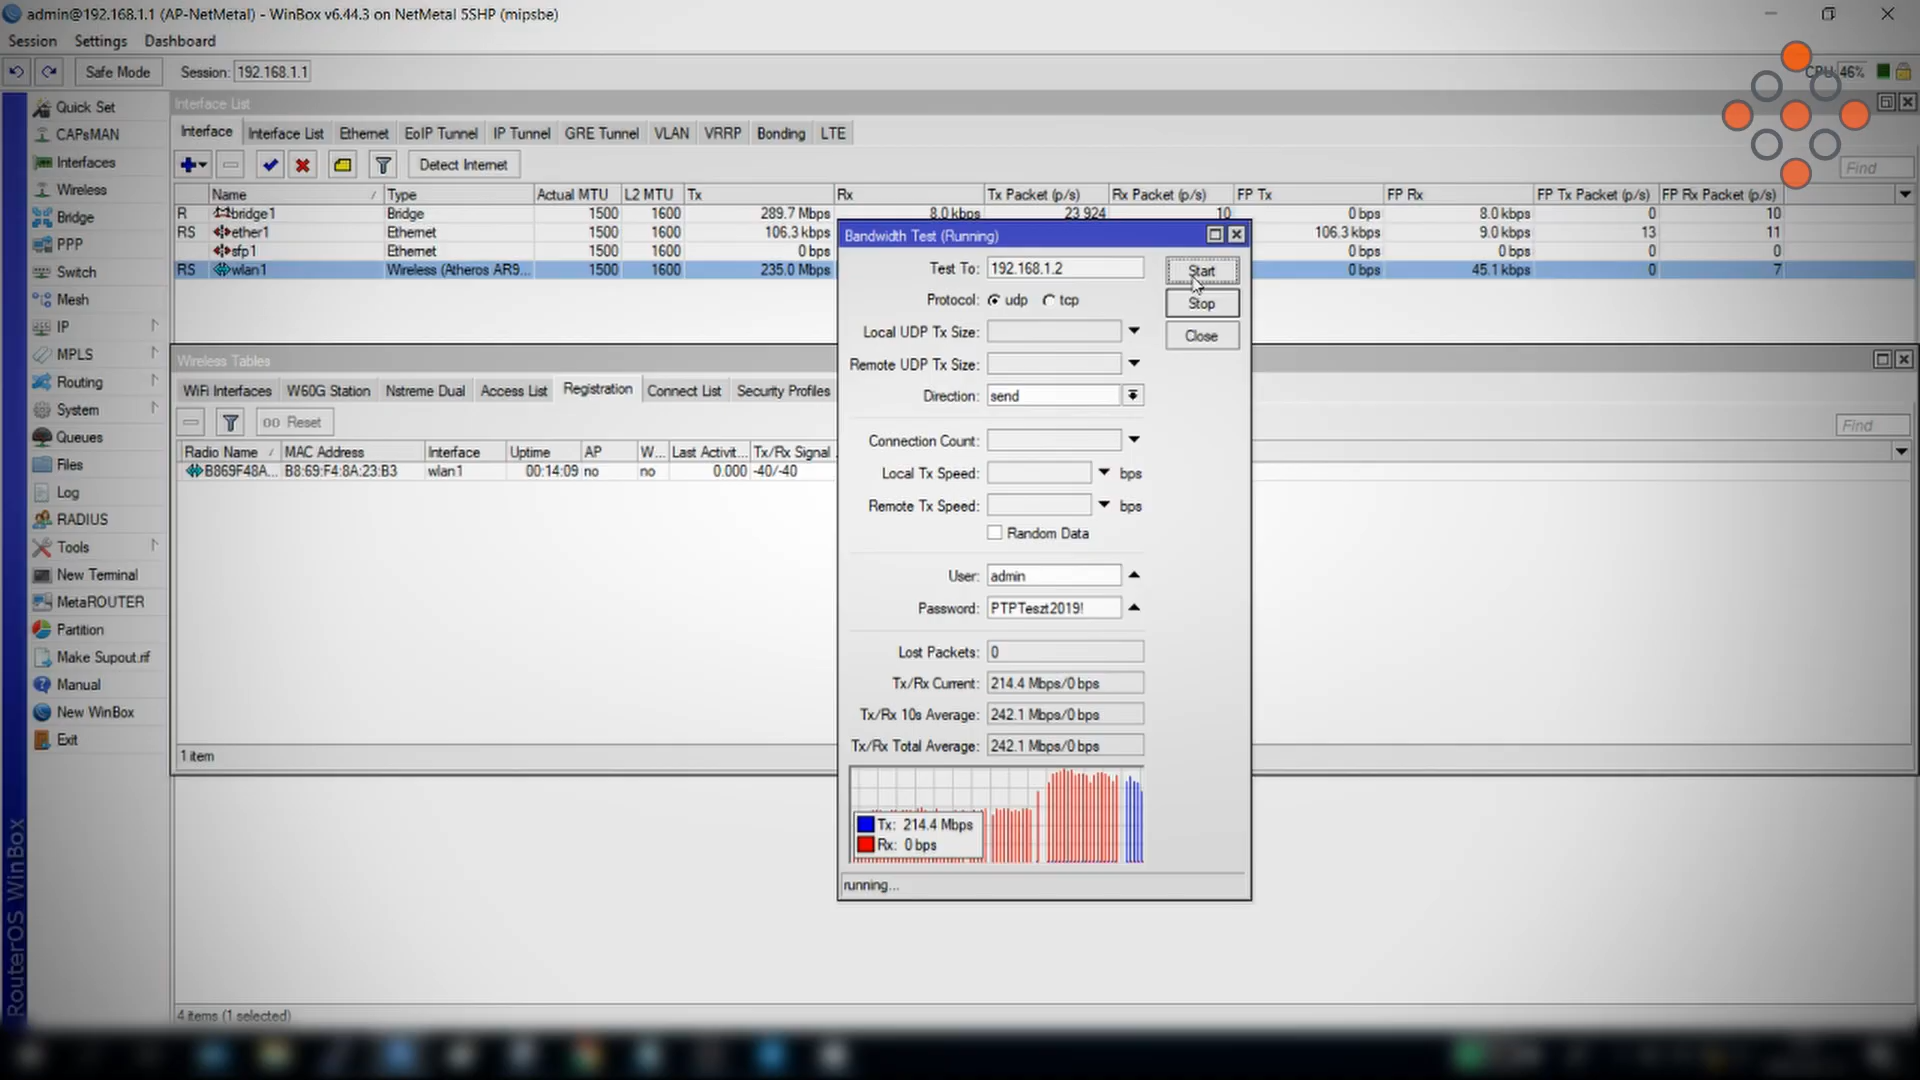 admin@192.168.1.1 (AP-NetMetal) - WinBox v6.44.3 on NetMetal 5SHP (mipsbe)
Session Settings Dashboard
Safe Mode Session: 192.168.1.1 CPU: 46%
Quick Set
CAPsMAN
Interfaces
Wireless
Bridge
PPP
Switch
Mesh
IP
MPLS
Routing
System
Queues
Files
Log
RADIUS
Tools
New Terminal
MetaROUTER
Partition
Make Supout.rif
Manual
New WinBox
Exit
RouterOS WinBox
Interface List
Interface Interface List Ethernet EoIP Tunnel IP Tunnel GRE Tunnel VLAN VRRP Bonding LTE
Detect Internet Find
Name / Type Actual MTU L2 MTU Tx Rx Tx Packet (p/s) Rx Packet (p/s) FP Tx FP Rx FP Tx Packet (p/s) FP Rx Packet (p/s)
R bridge1 Bridge 1500 1600 289.7 Mbps 8.0 kbps 23 924 10 0 bps 8.0 kbps 0 10
RS ether1 Ethernet 1500 1600 106.3 kbps 106.3 kbps 9.0 kbps 13 11
sfp1 Ethernet 1500 1600 0 bps 0 bps 0 bps 0 0
RS wlan1 Wireless (Atheros AR9... 1500 1600 235.0 Mbps 0 bps 45.1 kbps 0 7
Wireless Tables
WiFi Interfaces W60G Station Nstreme Dual Access List Registration Connect List Security Profiles
00 Reset Find
Radio Name / MAC Address Interface Uptime AP W... Last Activit... Tx/Rx Signal
B869F48A... B8:69:F4:8A:23:B3 wlan1 00:14:09 no no 0.000 -40/-40
1 item
4 items (1 selected)
Bandwidth Test (Running)
Test To: 192.168.1.2
Protocol: udp tcp
Local UDP Tx Size:
Remote UDP Tx Size:
Direction: send
Connection Count:
Local Tx Speed: bps
Remote Tx Speed: bps
Random Data
User: admin
Password: PTPTeszt2019!
Lost Packets: 0
Tx/Rx Current: 214.4 Mbps/0 bps
Tx/Rx 10s Average: 242.1 Mbps/0 bps
Tx/Rx Total Average: 242.1 Mbps/0 bps
Tx: 214.4 Mbps
Rx: 0 bps
running...
Start
Stop
Close